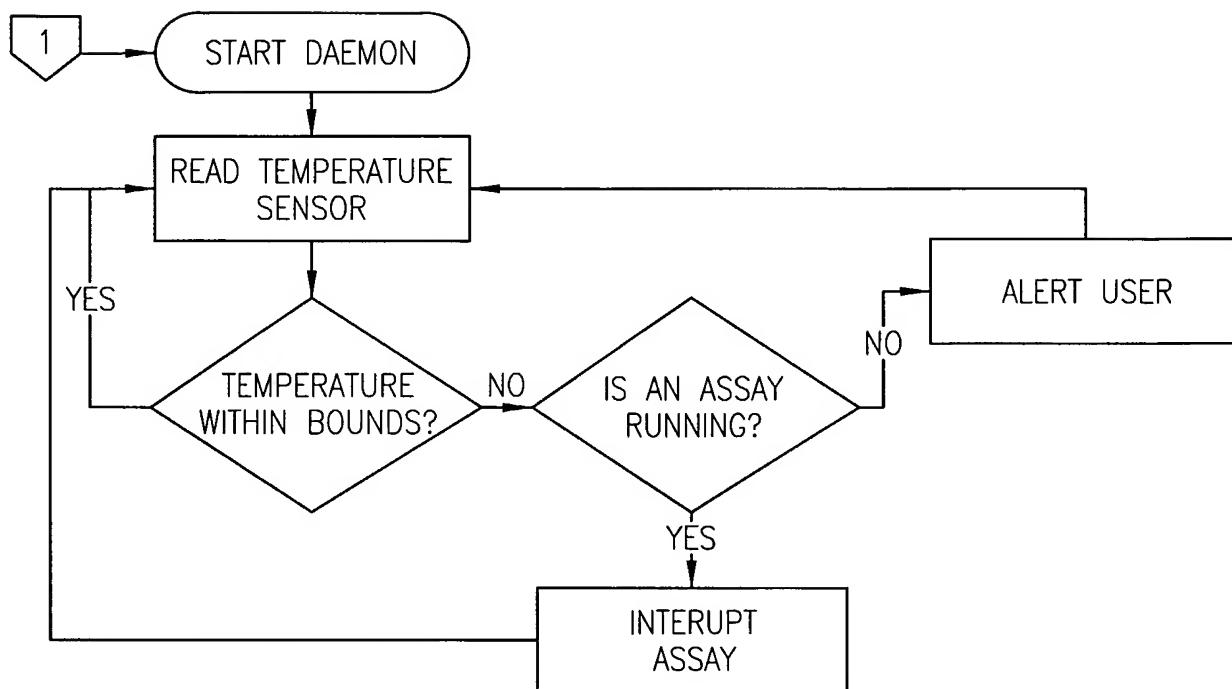 1
START DAEMON
READ TEMPERATURE
SENSOR
YES
ALERT USER
TEMPERATURE
WITHIN BOUNDS?
NO
IS AN ASSAY
RUNNING?
NO
YES
INTERUPT
ASSAY